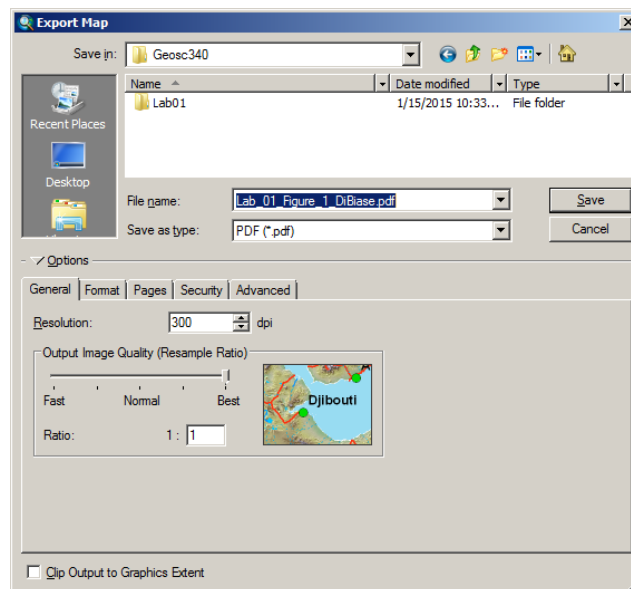 Export Map
Save in: Geosc340
Name Date modified Type
Lab01 1/15/2015 10:33... File folder
Recent Places
Desktop
File name: Lab_01_Figure_1_DiBiase.pdf Save
Save as type: PDF (*.pdf) Cancel
Options
General Format Pages Security Advanced
Resolution: 300 dpi
Output Image Quality (Resample Ratio)
Fast Normal Best
Djibouti
Ratio: 1 : 1
Clip Output to Graphics Extent